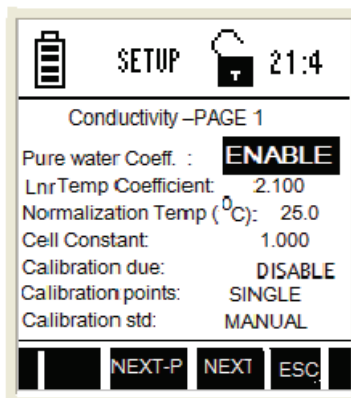 SETUP 21:4
Conductivity –PAGE 1
Pure water Coeff. : ENABLE
Lnr Temp Coefficient: 2.100
Normalization Temp (⁰C): 25.0
Cell Constant: 1.000
Calibration due: DISABLE
Calibration points: SINGLE
Calibration std: MANUAL
NEXT-P NEXT ESC